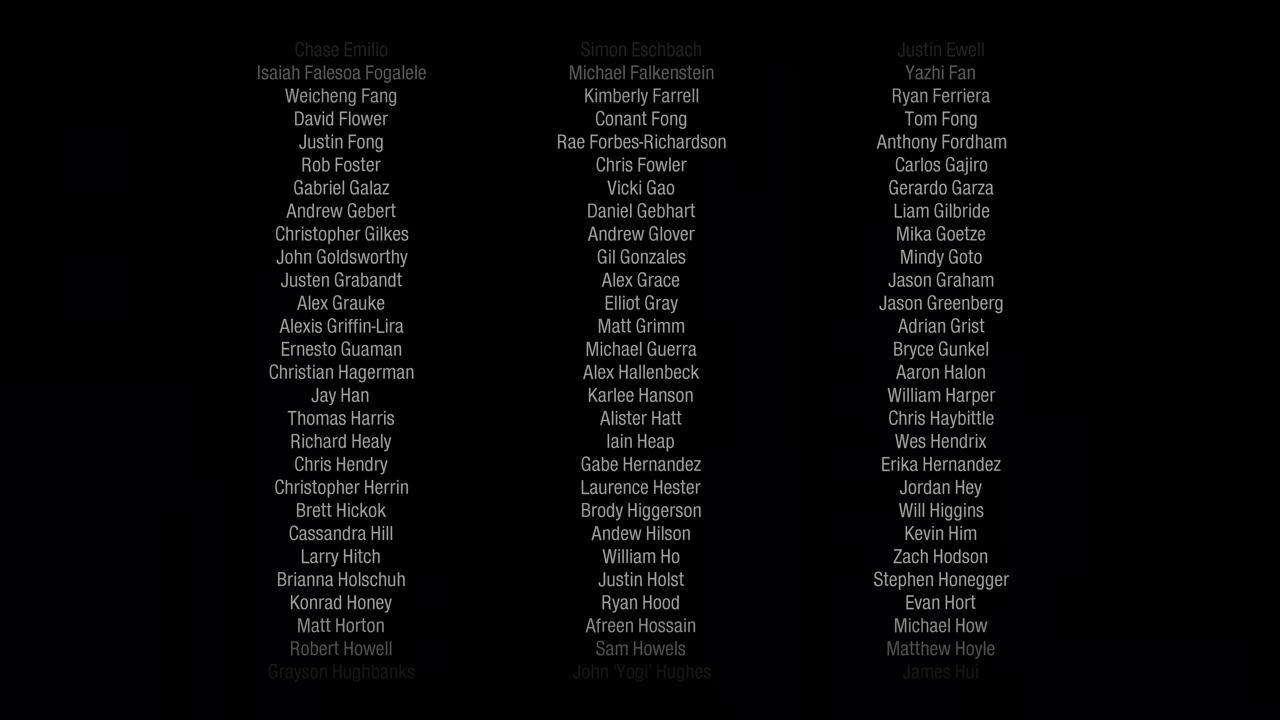 Chase Emilio Simon Eschbach Justin Ewell
Isaiah Falesoa Fogalele Michael Falkenstein Yazhi Fan
Weicheng Fang Kimberly Farrell Ryan Ferriera
David Flower Conant Fong Tom Fong
Justin Fong Rae Forbes-Richardson Anthony Fordham
Rob Foster Chris Fowler Carlos Gajiro
Gabriel Galaz Vicki Gao Gerardo Garza
Andrew Gebert Daniel Gebhart Liam Gilbride
Christopher Gilkes Andrew Glover Mika Goetze
John Goldsworthy Gil Gonzales Mindy Goto
Justen Grabandt Alex Grace Jason Graham
Alex Grauke Elliot Gray Jason Greenberg
Alexis Griffin-Lira Matt Grimm Adrian Grist
Ernesto Guaman Michael Guerra Bryce Gunkel
Christian Hagerman Alex Hallenbeck Aaron Halon
Jay Han Karlee Hanson William Harper
Thomas Harris Alister Hatt Chris Haybittle
Richard Healy Iain Heap Wes Hendrix
Chris Hendry Gabe Hernandez Erika Hernandez
Christopher Herrin Laurence Hester Jordan Hey
Brett Hickok Brody Higgerson Will Higgins
Cassandra Hill Andew Hilson Kevin Him
Larry Hitch William Ho Zach Hodson
Brianna Holschuh Justin Holst Stephen Honegger
Konrad Honey Ryan Hood Evan Hort
Matt Horton Afreen Hossain Michael How
Robert Howell Sam Howels Matthew Hoyle
Grayson Hughbanks John 'Yogi' Hughes James Hui